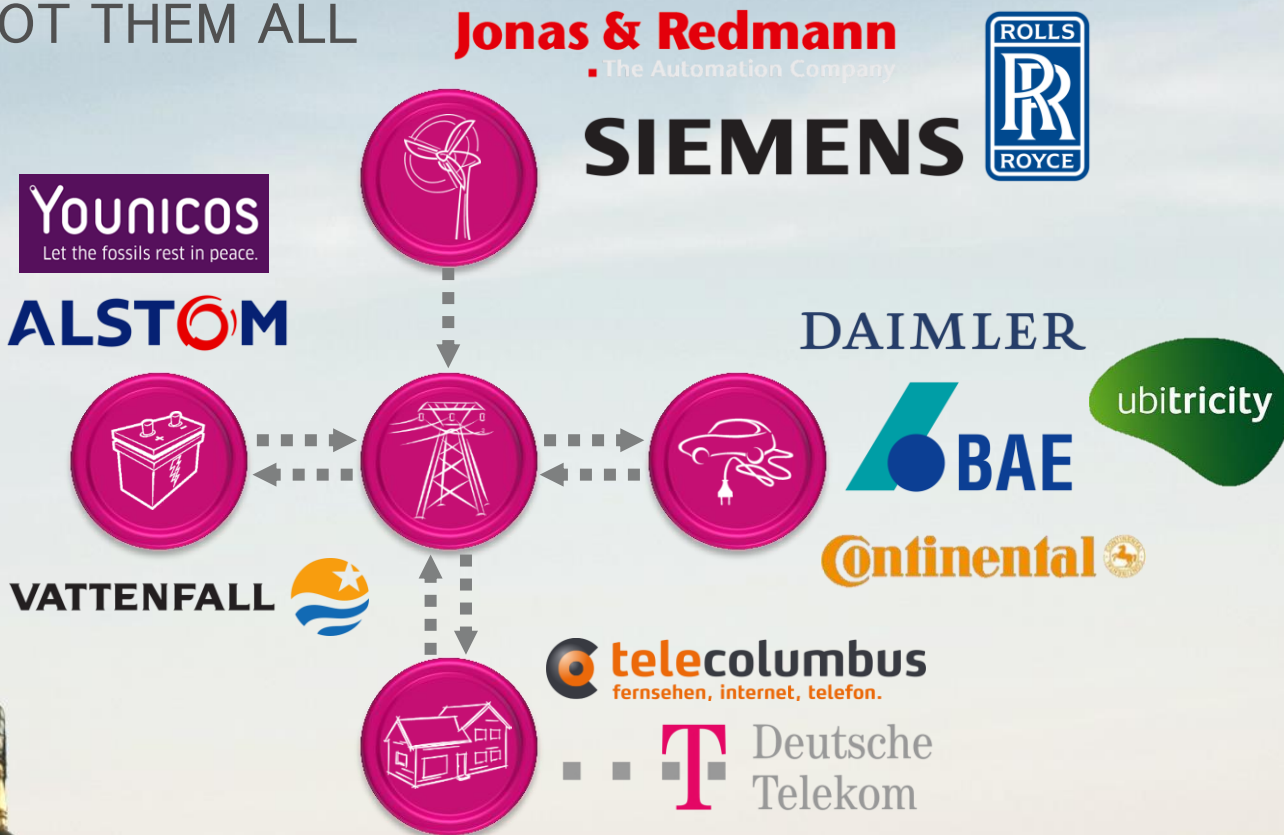 OT THEM ALL
Jonas & Redmann
The Automation Company
ROLLS
RR
ROYCE
SIEMENS
YOUNICOS
Let the fossils rest in peace.
ALSTOM
DAIMLER
ubitricity
BAE
Continental
VATTENFALL
telecolumbus
fernsehen, internet, telefon.
T
Deutsche
Telekom